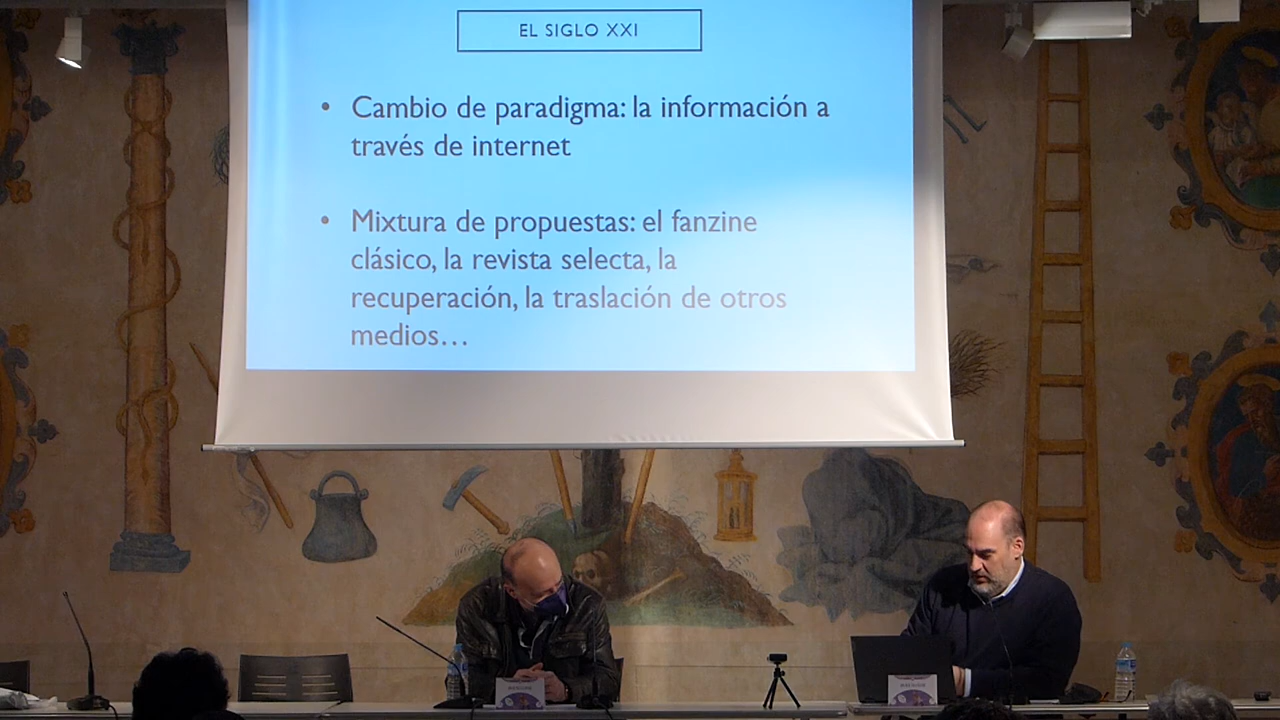 EL SIGLO XXI
• Cambio de paradigma: la información a
través de internet
• Mixtura de propuestas: el fanzine
clásico, la revista selecta, la
recuperación, la traslación de otros
medios…